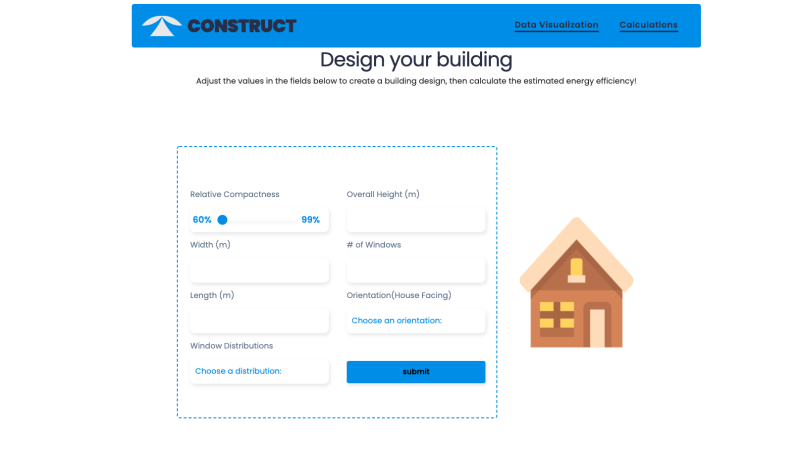 CONSTRUCT
Data Visualization
Calculations
Design your building
Adjust the values in the fields below to create a building design, then calculate the estimated energy efficiency!
Relative Compactness
Overall Height (m)
60%
99%
Width (m)
# of Windows
Length (m)
Orientation(House Facing)
Choose an orientation:
Window Distributions
Choose a distribution:
submit